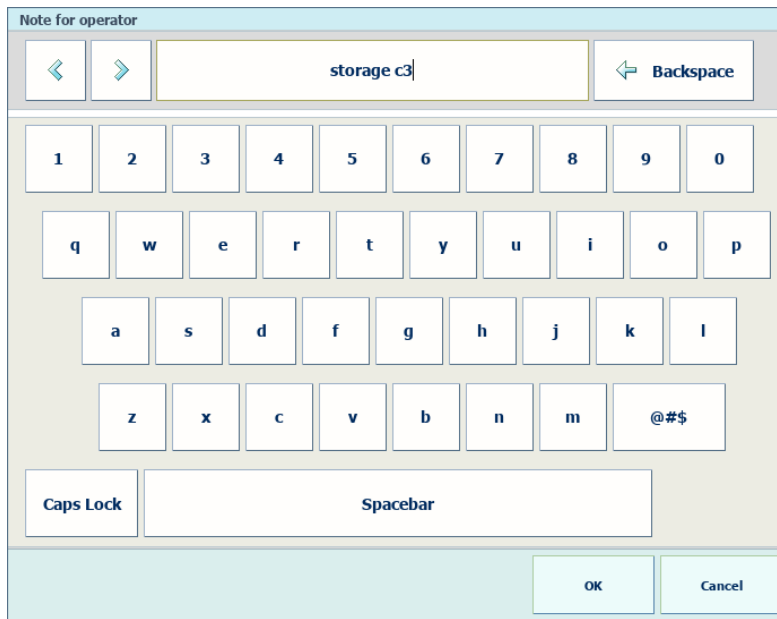 Note for operator
storage c3 Backspace
1 2 3 4 5 6 7 8 9 0
q w e r t y u i o p
a s d f g h j k l
z x c v b n m @#$
Caps Lock Spacebar
OK Cancel